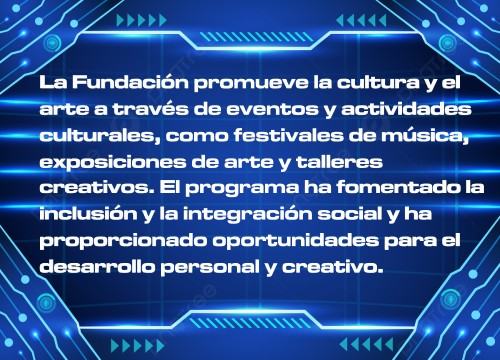 La Fundación promueve la cultura y el
arte a través de eventos y actividades
culturales, como festivales de música,
exposiciones de arte y talleres
creativos. El programa ha fomentado la
inclusión y la integración social y ha
proporcionado oportunidades para el
desarrollo personal y creativo.